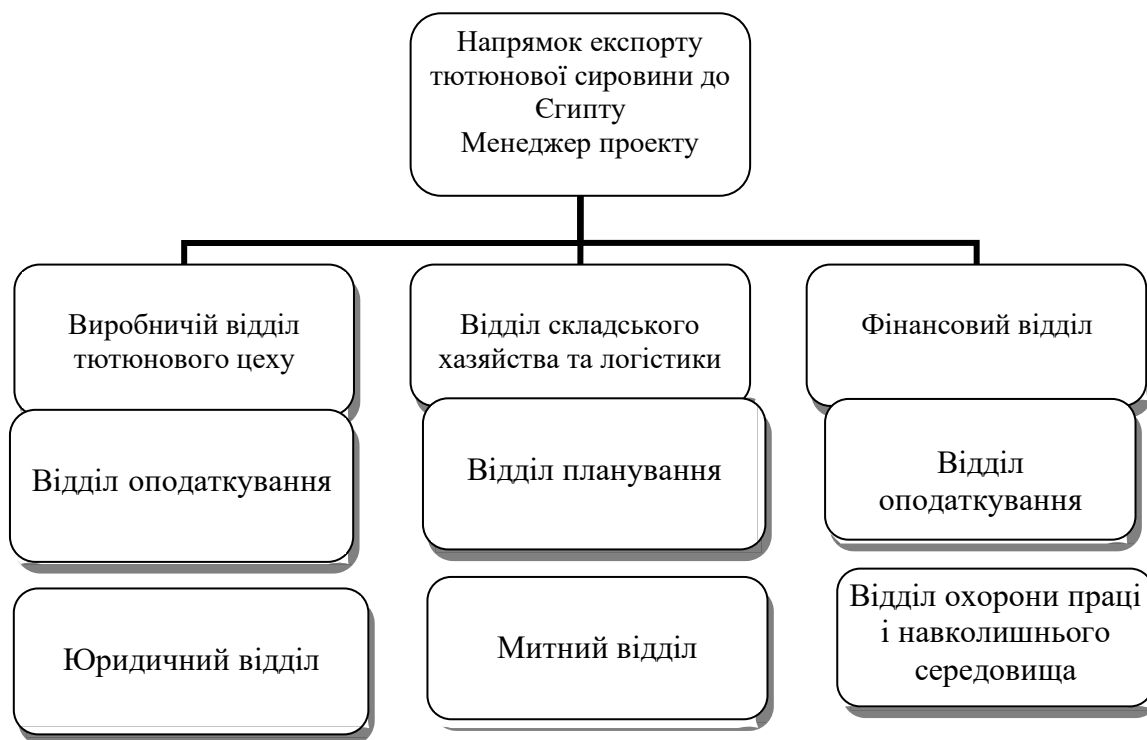 Напрямок експорту
тютюнової сировини до
Єгипту
Менеджер проекту
Виробничій відділ
тютюнового цеху
Відділ складського
хазяйства та логістики
Фінансовий відділ
Відділ оподаткування
Відділ планування
Відділ
оподаткування
Юридичний відділ
Митний відділ
Відділ охорони праці
і навколишнього
середовища